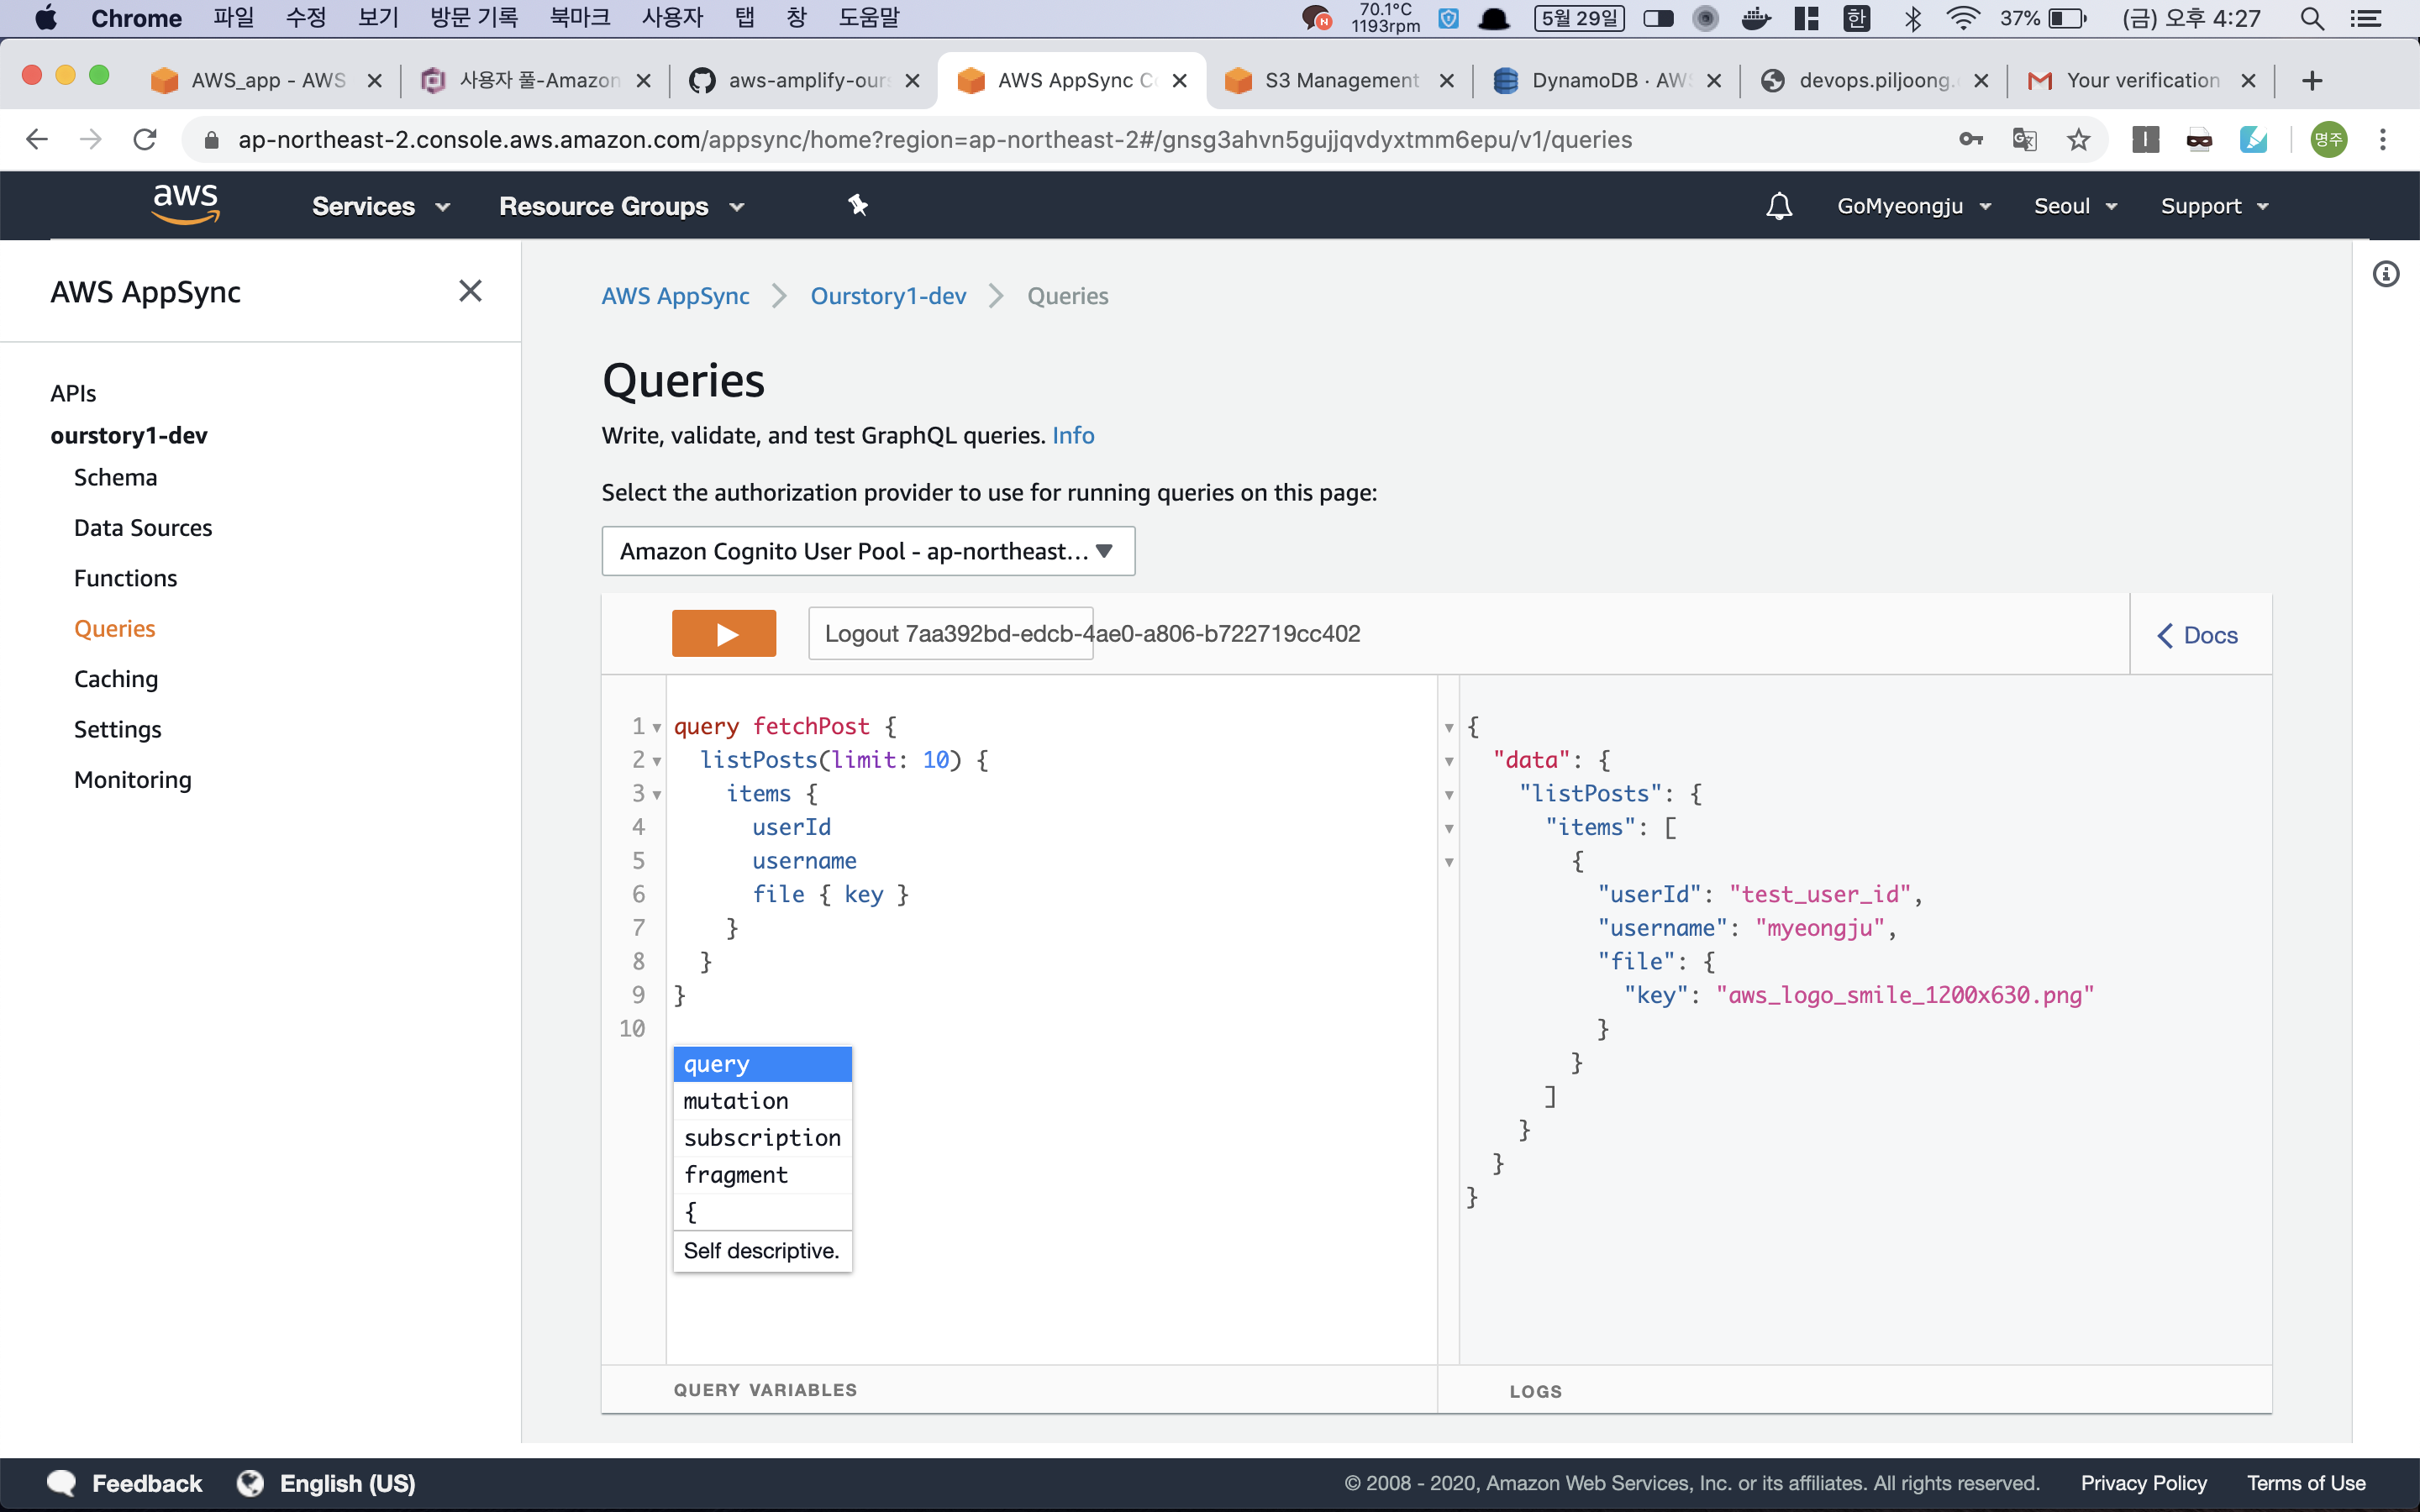 Chrome 파일 수정 보기 방문 기록 북마크 사용자 탭 창 도움말 N 70.1°C 1193rpm 5월 29일 한 37% (금) 오후 4:27
AWS_app - AWS 사용자 풀-Amazon aws-amplify-ours AWS AppSync Co S3 Management DynamoDB · AWS devops.piljoong. Your verification
ap-northeast-2.console.aws.amazon.com/appsync/home?region=ap-northeast-2#/gnsg3ahvn5gujjqvdyxtmm6epu/v1/queries 명주
aws Services Resource Groups GoMyeongju Seoul Support
AWS AppSync
APIs
ourstory1-dev
Schema
Data Sources
Functions
Queries
Caching
Settings
Monitoring
AWS AppSync Ourstory1-dev Queries
Queries
Write, validate, and test GraphQL queries. Info
Select the authorization provider to use for running queries on this page:
Amazon Cognito User Pool - ap-northeast...
Logout 7aa392bd-edcb-4ae0-a806-b722719cc402
Docs
1 query fetchPost {
2 listPosts(limit: 10) {
3 items {
4 userId
5 username
6 file { key }
7 }
8 }
9 }
10
query
mutation
subscription
fragment
{
Self descriptive.
QUERY VARIABLES
{
"data": {
"listPosts": {
"items": [
{
"userId": "test_user_id",
"username": "myeongju",
"file": {
"key": "aws_logo_smile_1200x630.png"
}
}
]
}
}
}
LOGS
Feedback English (US) © 2008 - 2020, Amazon Web Services, Inc. or its affiliates. All rights reserved. Privacy Policy Terms of Use